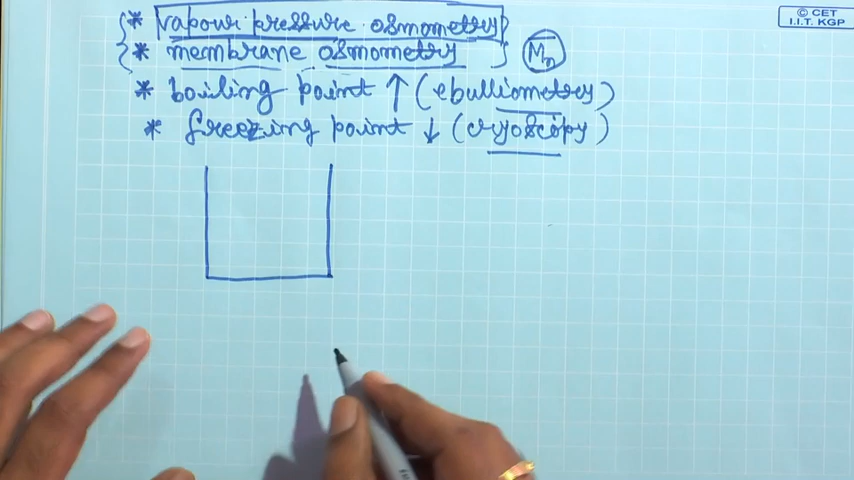 * vapour pressure osmometry
* membrane osmometry Mn
* boiling point ↑ (ebulliometry)
* freezing point ↓ (cryoscopy)
© CET
I.I.T. KGP